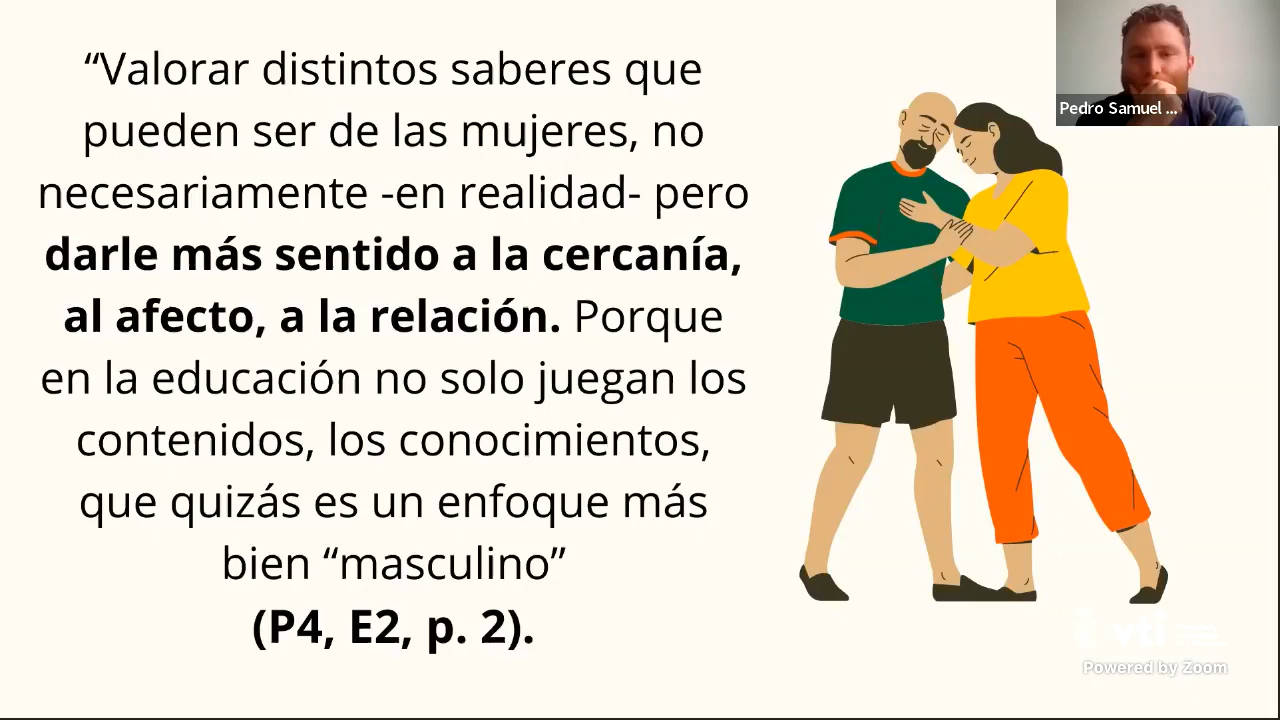 “Valorar distintos saberes que
pueden ser de las mujeres, no
necesariamente -en realidad- pero
darle más sentido a la cercanía,
al afecto, a la relación. Porque
en la educación no solo juegan los
contenidos, los conocimientos,
que quizás es un enfoque más
bien “masculino”
(P4, E2, p. 2).
Pedro Samuel ...
vti
Powered by Zoom